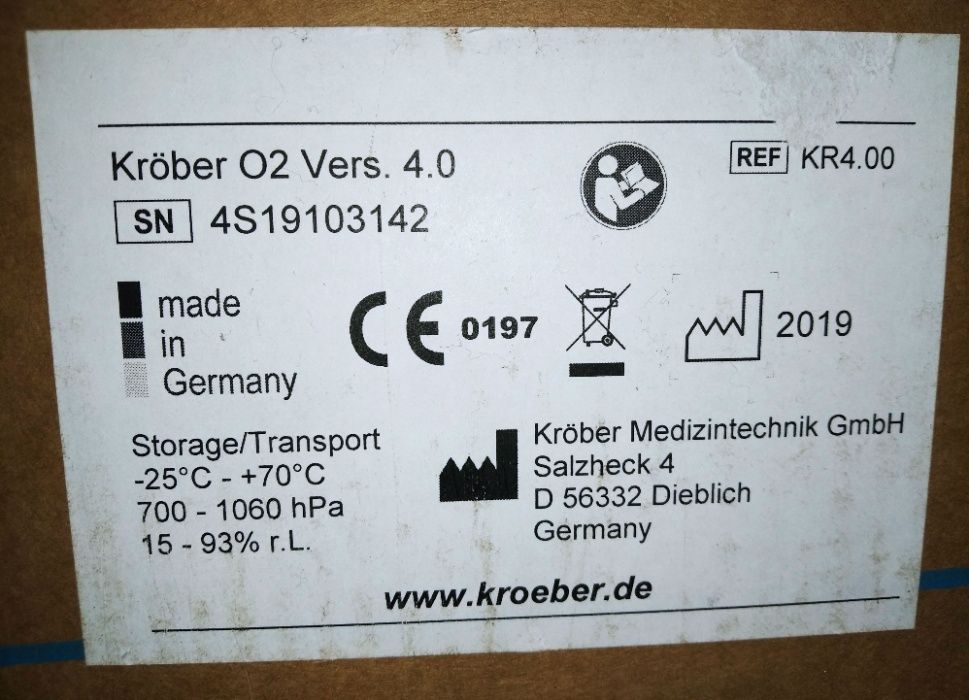 Kröber O2 Vers. 4.0
REF KR4.00
SN 4S19103142
made
in
Germany
CE 0197
2019
Storage/Transport
-25°C - +70°C
700 - 1060 hPa
15 - 93% r.L.
Kröber Medizintechnik GmbH
Salzheck 4
D 56332 Dieblich
Germany
www.kroeber.de